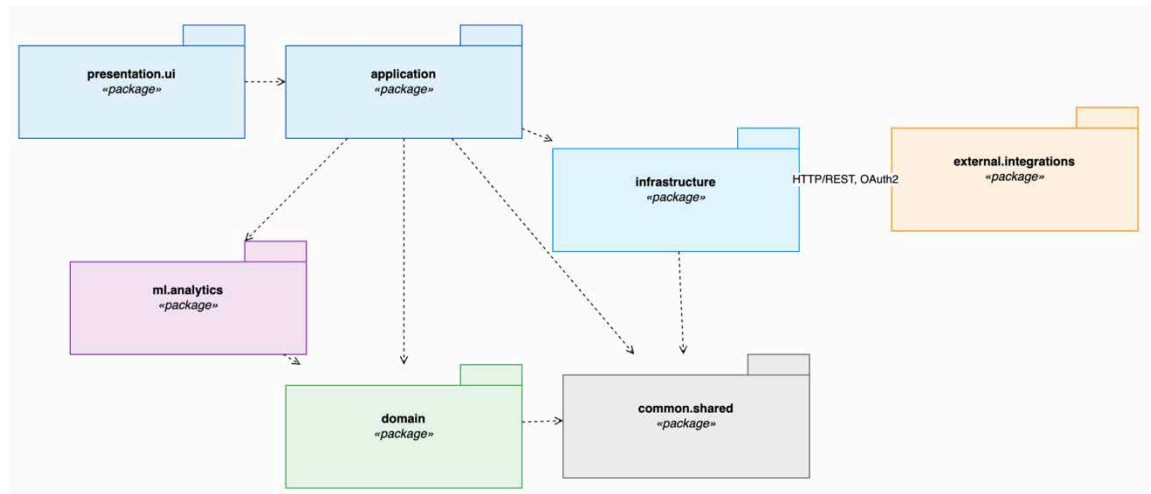 presentation.ui
«package»
application
«package»
infrastructure
«package»
HTTP/REST, OAuth2
external.integrations
«package»
ml.analytics
«package»
domain
«package»
common.shared
«package»